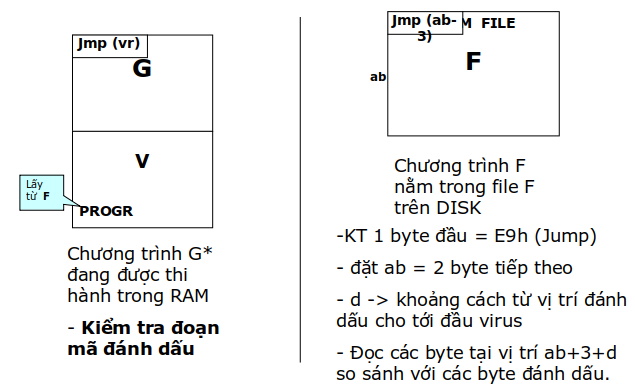 Jmp (vr)
G
V
Lấy
từ F
PROGR
Chương trình G*
đang được thi
hành trong RAM
- Kiểm tra đoạn
mã đánh dấu
Jmp (ab-
3)
M FILE
F
ab
Chương trình F
nằm trong file F
trên DISK
-KT 1 byte đầu = E9h (Jump)
- đặt ab = 2 byte tiếp theo
- d -> khoảng cách từ vị trí đánh
dấu cho tới đầu virus
- Đọc các byte tại vị trí ab+3+d
so sánh với các byte đánh dấu.